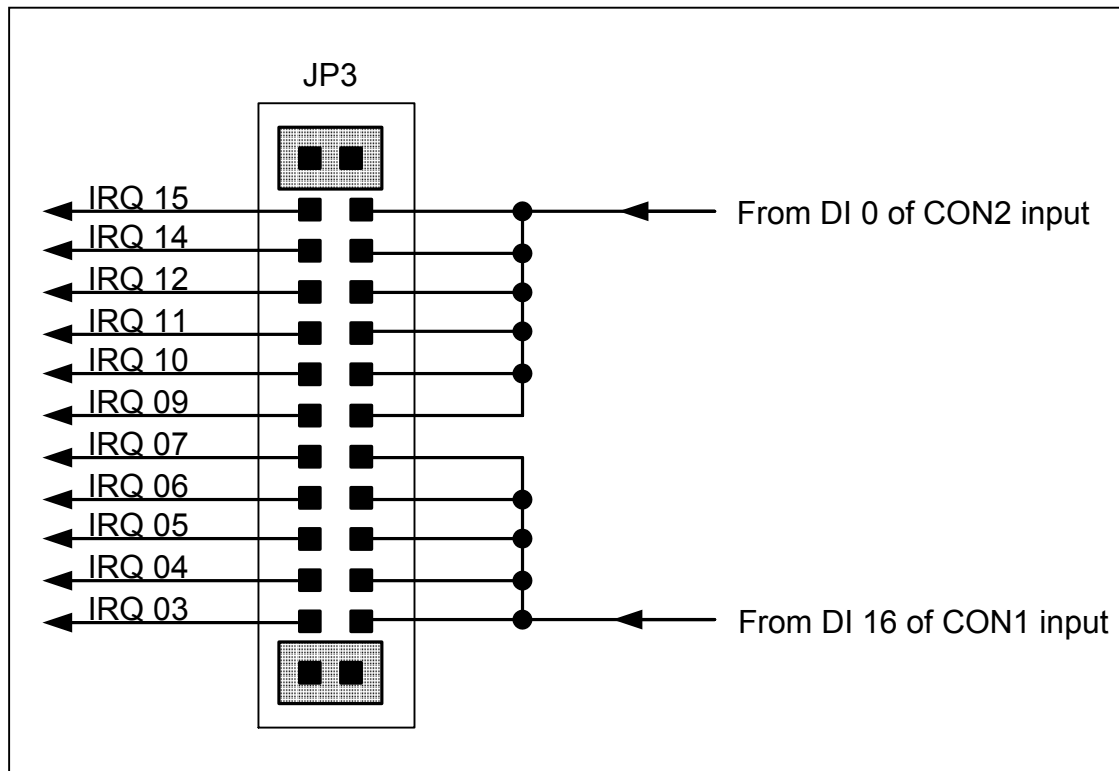 JP3
IRQ 15
From DI 0 of CON2 input
IRQ 14
IRQ 12
IRQ 11
IRQ 10
IRQ 09
IRQ 07
IRQ 06
IRQ 05
IRQ 04
IRQ 03
From DI 16 of CON1 input